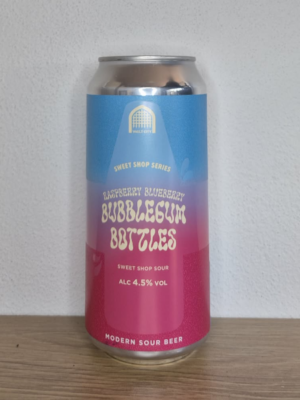 SWEET SHOP SERIES
RASPBERRY BLUEBERRY
BUBBLEGUM
BOTTLES
SWEET SHOP SOUR
ALC 4.5% VOL
MODERN SOUR BEER